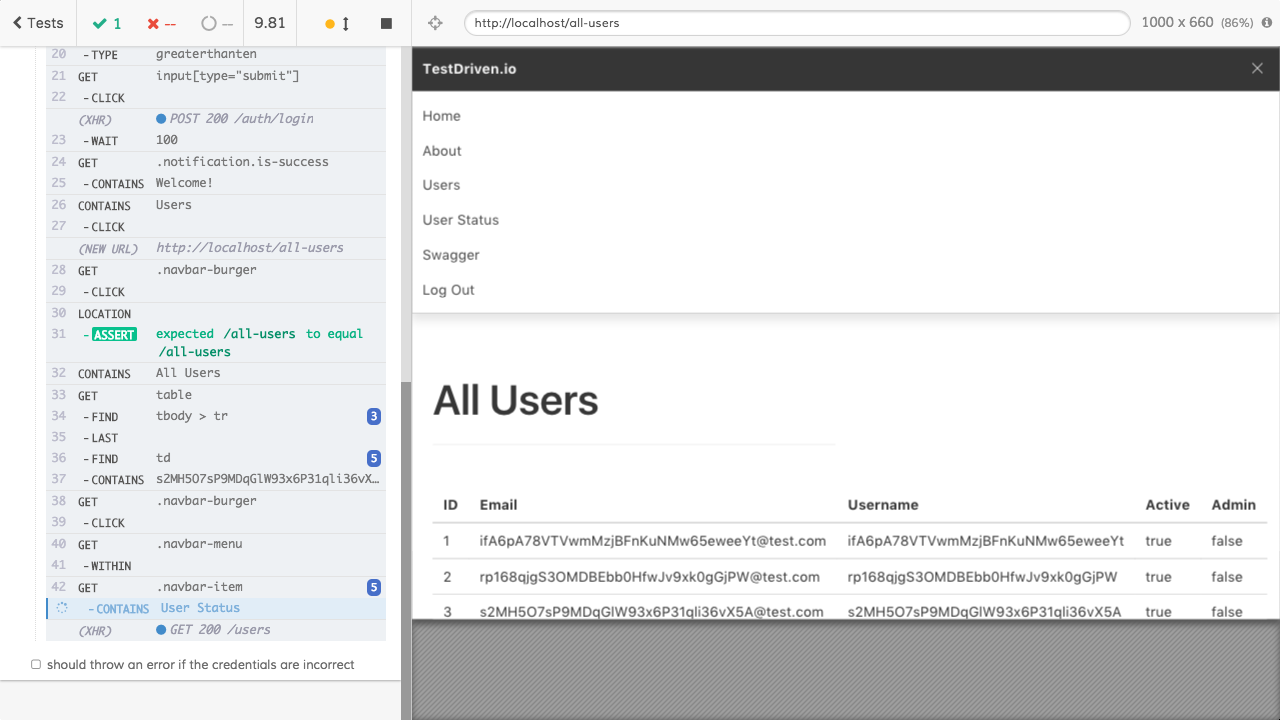 Tests 1 -- -- 9.81
http://localhost/all-users
1000 x 660 (86%)
20 -TYPE greaterthanten
21 GET input[type="submit"]
22 -CLICK
(XHR) POST 200 /auth/login
23 -WAIT 100
24 GET .notification.is-success
25 -CONTAINS Welcome!
26 CONTAINS Users
27 -CLICK
(NEW URL) http://localhost/all-users
28 GET .navbar-burger
29 -CLICK
30 LOCATION
31 -ASSERT expected /all-users to equal
/all-users
32 CONTAINS All Users
33 GET table
34 -FIND tbody > tr 3
35 -LAST
36 -FIND td 5
37 -CONTAINS s2MH5O7sP9MDqGlW93x6P31qli36vX…
38 GET .navbar-burger
39 -CLICK
40 GET .navbar-menu
41 -WITHIN
42 GET .navbar-item 5
-CONTAINS User Status
(XHR) GET 200 /users
should throw an error if the credentials are incorrect
TestDriven.io
Home
About
Users
User Status
Swagger
Log Out
All Users
ID Email Username Active Admin
1 ifA6pA78VTVwmMzjBFnKuNMw65eweeYt@test.com ifA6pA78VTVwmMzjBFnKuNMw65eweeYt true false
2 rp168qjgS3OMDBEbb0HfwJv9xk0gGjPW@test.com rp168qjgS3OMDBEbb0HfwJv9xk0gGjPW true false
3 s2MH5O7sP9MDqGlW93x6P31qli36vX5A@test.com s2MH5O7sP9MDqGlW93x6P31qli36vX5A true false